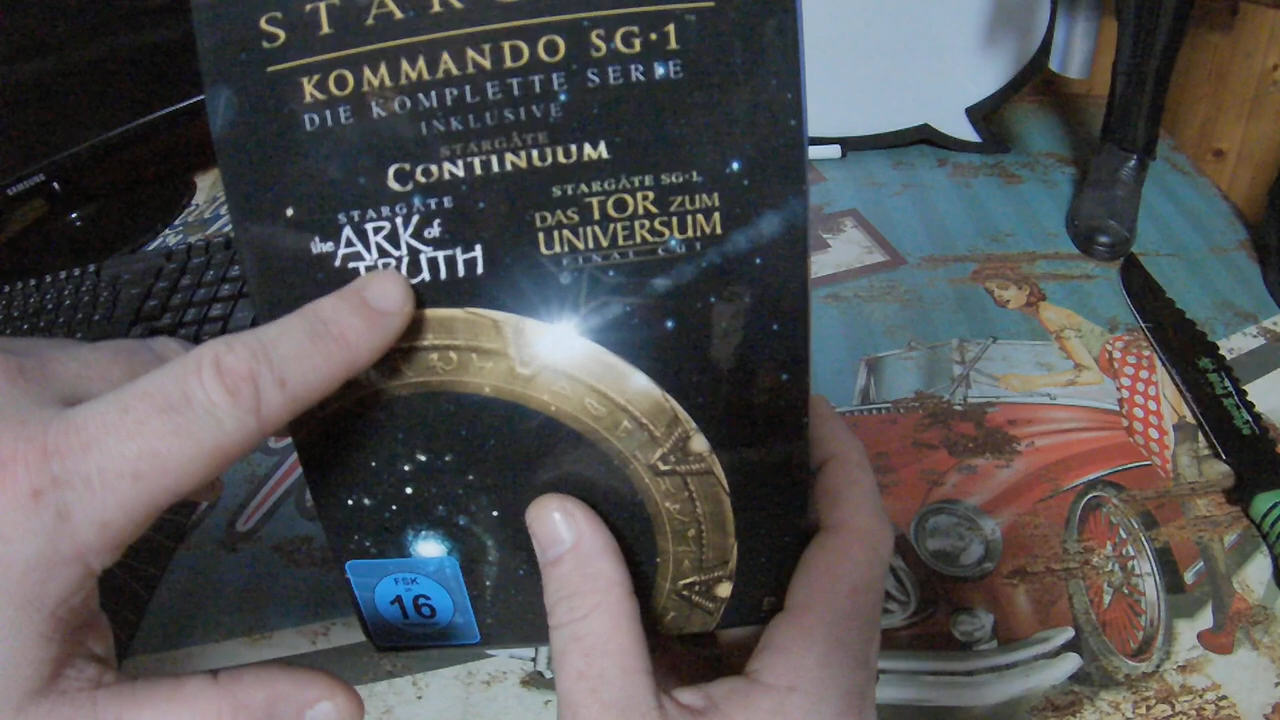 KOMMANDO SG·1
DIE KOMPLETTE SERIE
INKLUSIVE
STARGATE
CONTINUUM
STARGATE
the ARK of
TRUTH
STARGATE SG·1
DAS TOR ZUM
UNIVERSUM
FINAL CUT
FSK
16
SAMSUNG